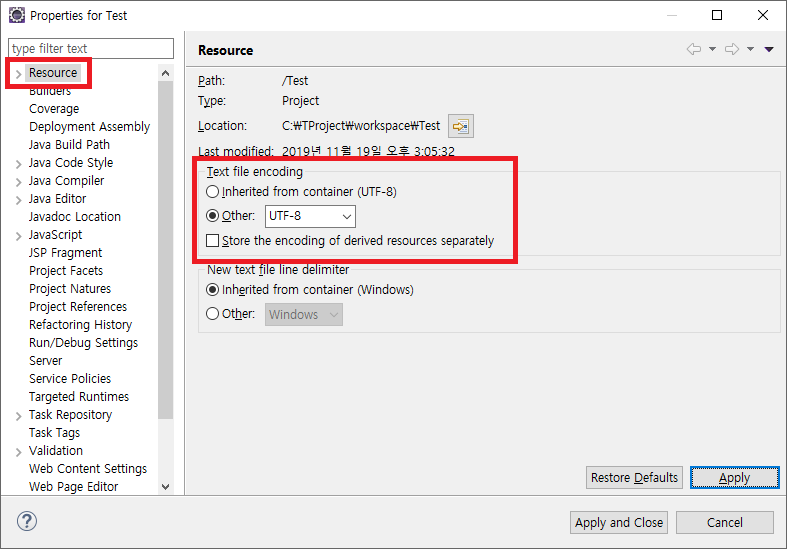 Properties for Test
type filter text
Resource
Builders
Coverage
Deployment Assembly
Java Build Path
Java Code Style
Java Compiler
Java Editor
Javadoc Location
JavaScript
JSP Fragment
Project Facets
Project Natures
Project References
Refactoring History
Run/Debug Settings
Server
Service Policies
Targeted Runtimes
Task Repository
Task Tags
Validation
Web Content Settings
Web Page Editor
Resource
Path: /Test
Type: Project
Location: C:₩TProject₩workspace₩Test
Last modified: 2019년 11월 19일 오후 3:05:32
Text file encoding
Inherited from container (UTF-8)
Other: UTF-8
Store the encoding of derived resources separately
New text file line delimiter
Inherited from container (Windows)
Other: Windows
Restore Defaults Apply
? Apply and Close Cancel